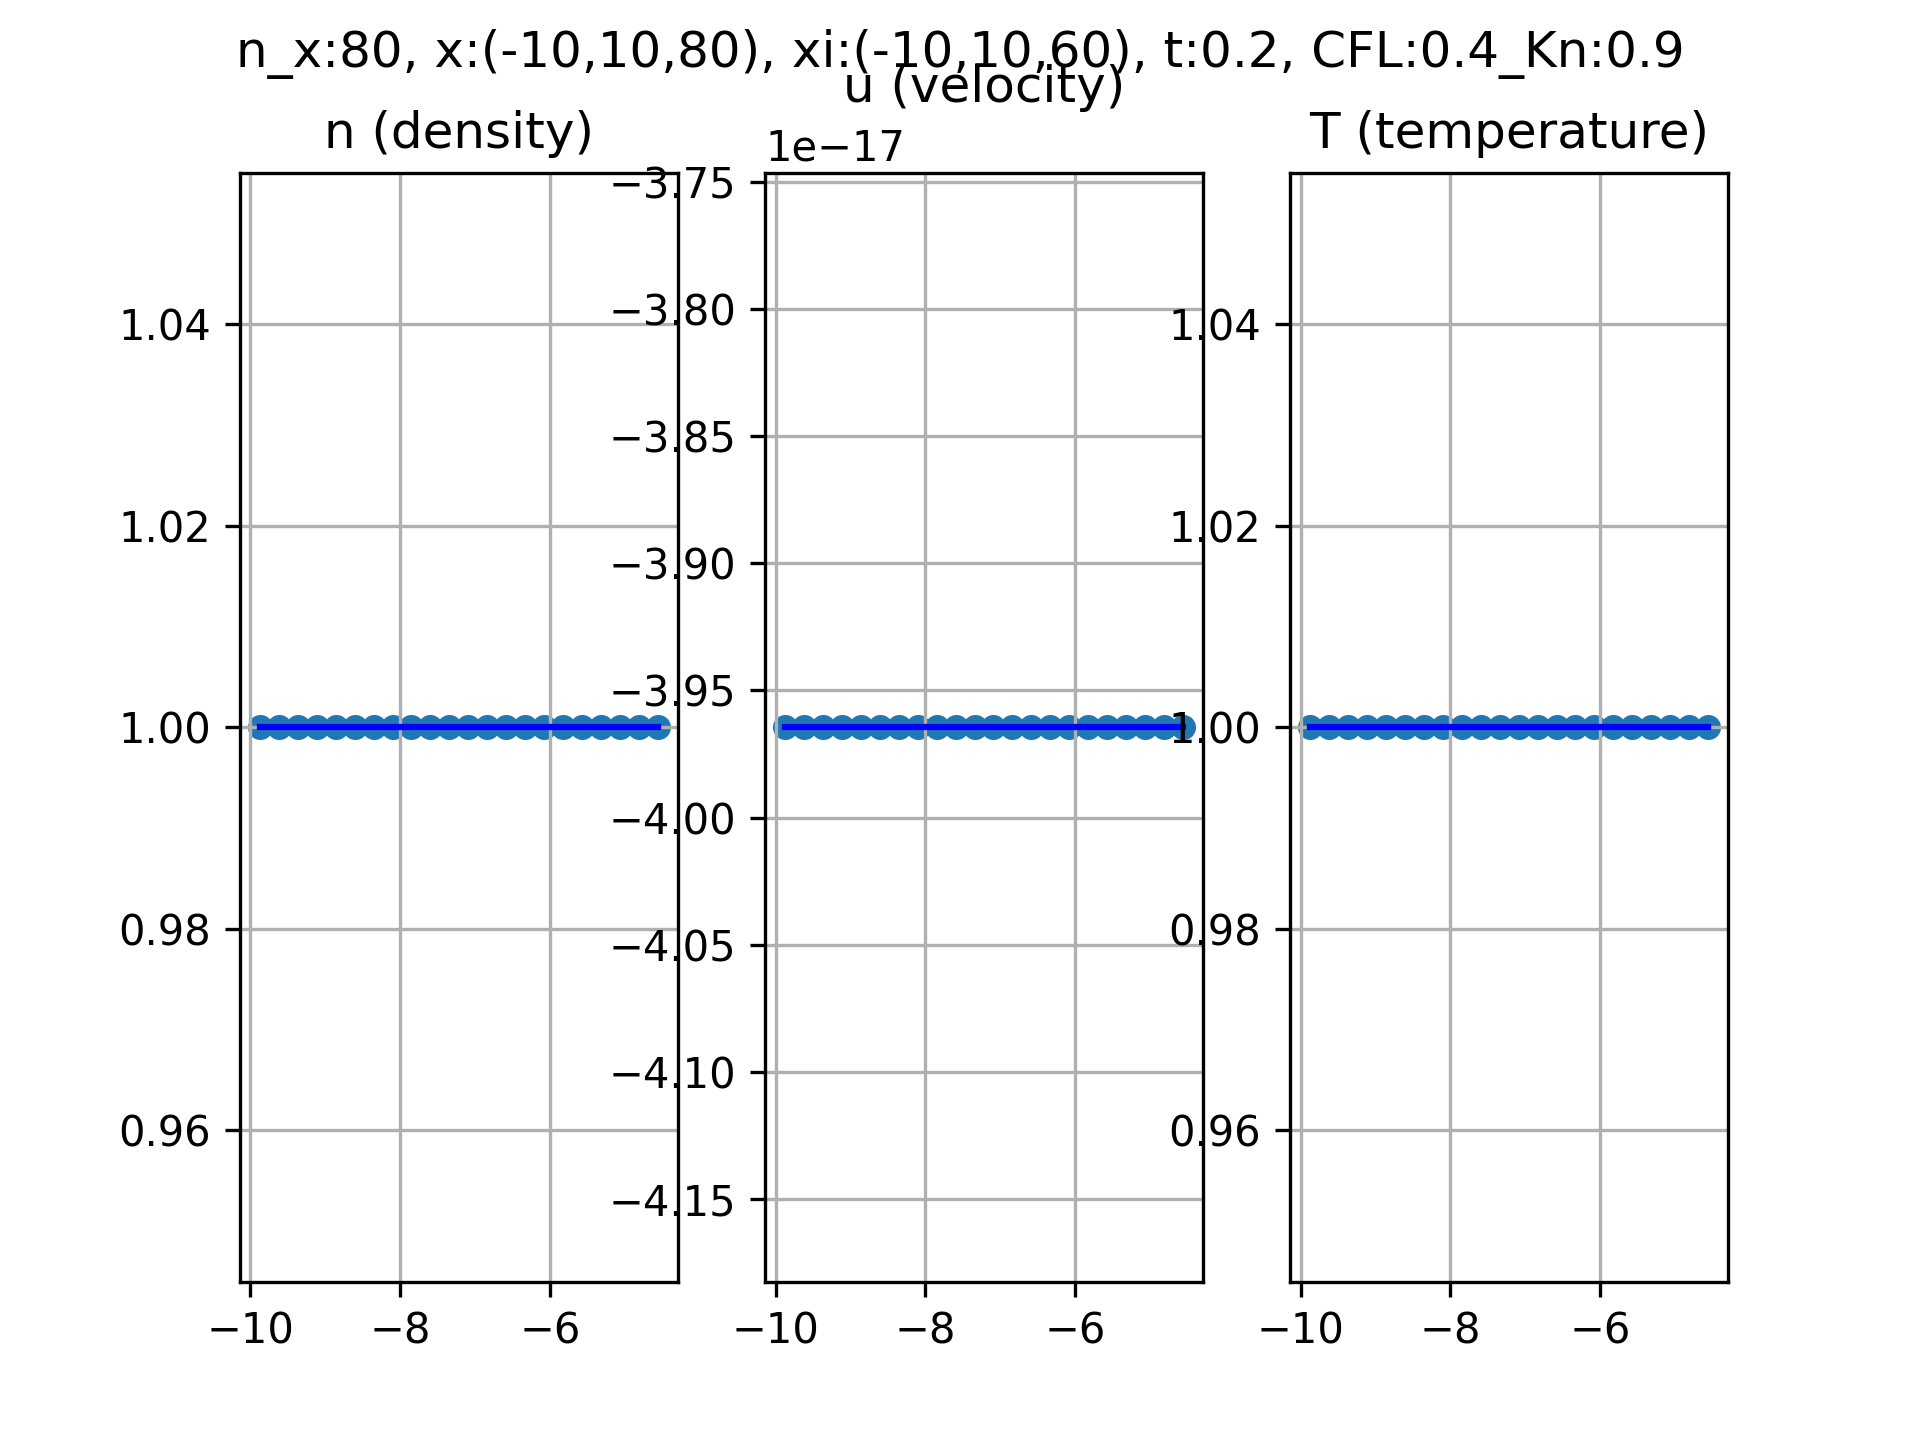 n_x:80, x:(-10,10,80), xi:(-10,10,60), t:0.2, CFL:0.4_Kn:0.9
n (density)
1.04
1.02
1.00
0.98
0.96
−10 −8 −6
u (velocity)
1e−17
−3.75
−3.80
−3.85
−3.90
−3.95
−4.00
−4.05
−4.10
−4.15
−10 −8 −6
T (temperature)
1.04
1.02
1.00
0.98
0.96
−10 −8 −6